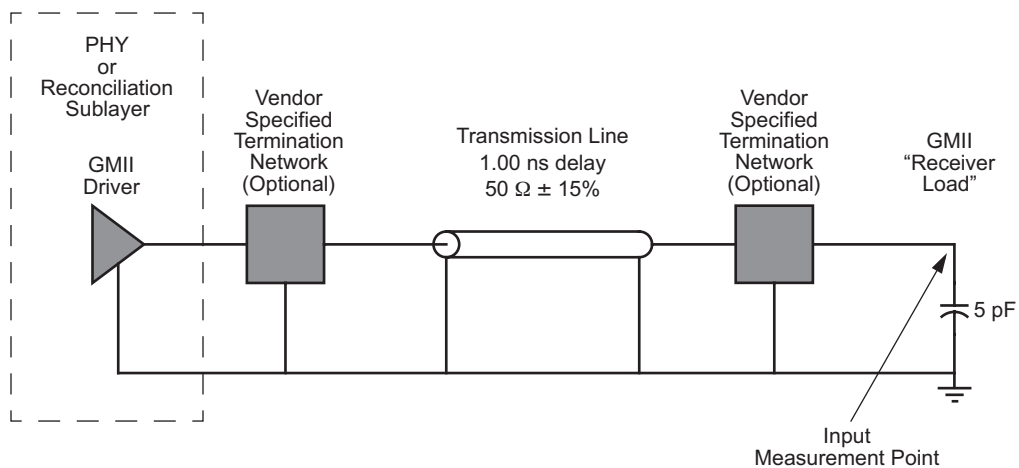 PHY
or
Reconciliation
Sublayer
GMII
Driver
Vendor
Specified
Termination
Network
(Optional)
Transmission Line
1.00 ns delay
50 Ω ± 15%
Vendor
Specified
Termination
Network
(Optional)
GMII
“Receiver
Load”
5 pF
Input
Measurement Point